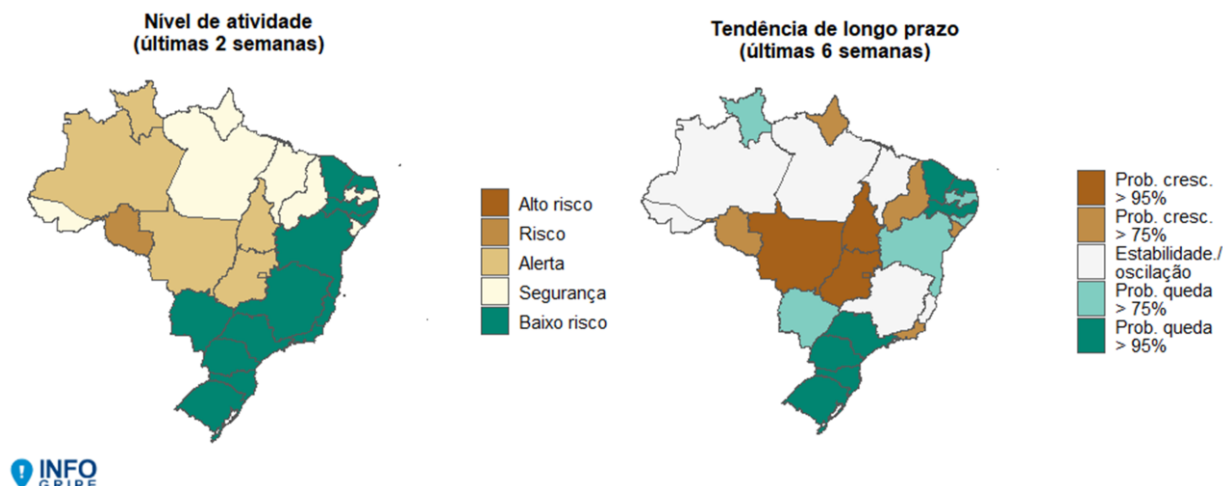 Nível de atividade
(últimas 2 semanas)
Alto risco
Risco
Alerta
Segurança
Baixo risco
Tendência de longo prazo
(últimas 6 semanas)
Prob. cresc.
> 95%
Prob. cresc.
> 75%
Estabilidade./
oscilação
Prob. queda
> 75%
Prob. queda
> 95%
INFO
GRIPE